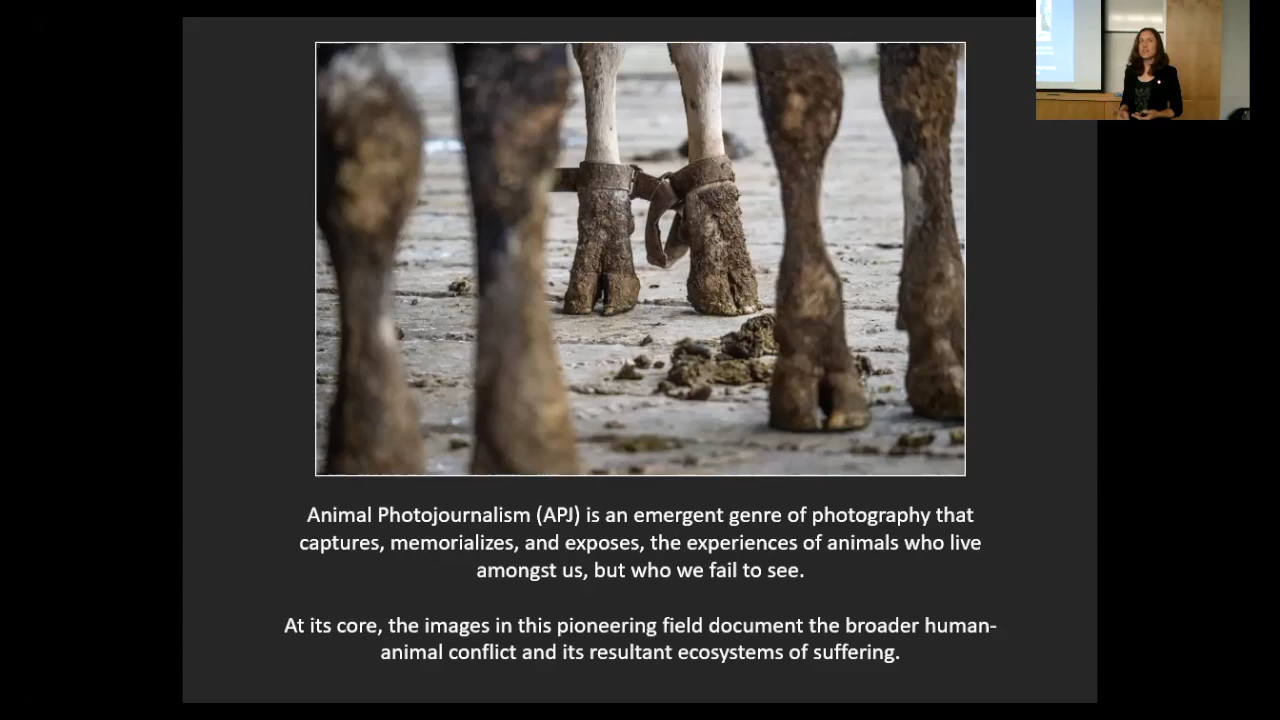 Animal Photojournalism (APJ) is an emergent genre of photography that
captures, memorializes, and exposes, the experiences of animals who live
amongst us, but who we fail to see.
At its core, the images in this pioneering field document the broader human-
animal conflict and its resultant ecosystems of suffering.